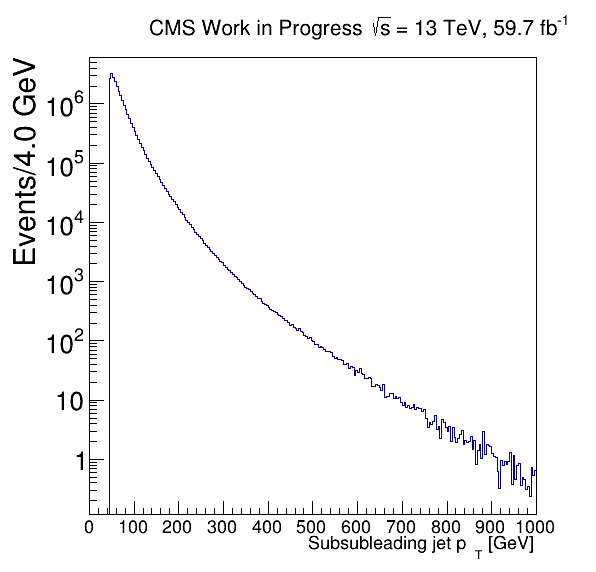 CMS Work in Progress √s = 13 TeV, 59.7 fb⁻¹
Events/4.0 GeV
10⁶
10⁵
10⁴
10³
10²
10
1
0 100 200 300 400 500 600 700 800 900 1000
Subsubleading jet p_T [GeV]